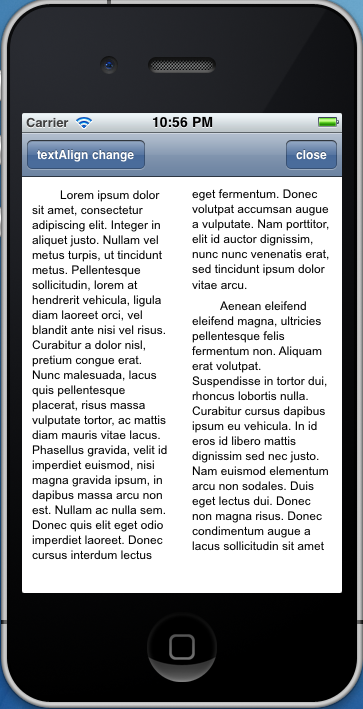 Carrier
10:56 PM
textAlign change
close
Lorem ipsum dolor
sit amet, consectetur
adipiscing elit. Integer in
aliquet justo. Nullam vel
metus turpis, ut tincidunt
metus. Pellentesque
sollicitudin, lorem at
hendrerit vehicula, ligula
diam laoreet orci, vel
blandit ante nisi vel risus.
Curabitur a dolor nisl,
pretium congue erat.
Nunc malesuada, lacus
quis pellentesque
placerat, risus massa
vulputate tortor, ac mattis
diam mauris vitae lacus.
Phasellus gravida, velit id
imperdiet euismod, nisi
magna gravida ipsum, in
dapibus massa arcu non
est. Nullam ac nulla sem.
Donec quis elit eget odio
imperdiet laoreet. Donec
cursus interdum lectus
eget fermentum. Donec
volutpat accumsan augue
a vulputate. Nam porttitor,
elit id auctor dignissim,
nunc nunc venenatis erat,
sed tincidunt ipsum dolor
vitae arcu.
Aenean eleifend
eleifend magna, ultricies
pellentesque felis
fermentum non. Aliquam
erat volutpat.
Suspendisse in tortor dui,
rhoncus lobortis nulla.
Curabitur cursus dapibus
ipsum eu vehicula. In id
eros id libero mattis
dignissim sed nec justo.
Nam euismod elementum
arcu non sodales. Duis
eget lectus dui. Donec
non magna risus. Donec
condimentum augue a
lacus sollicitudin sit amet